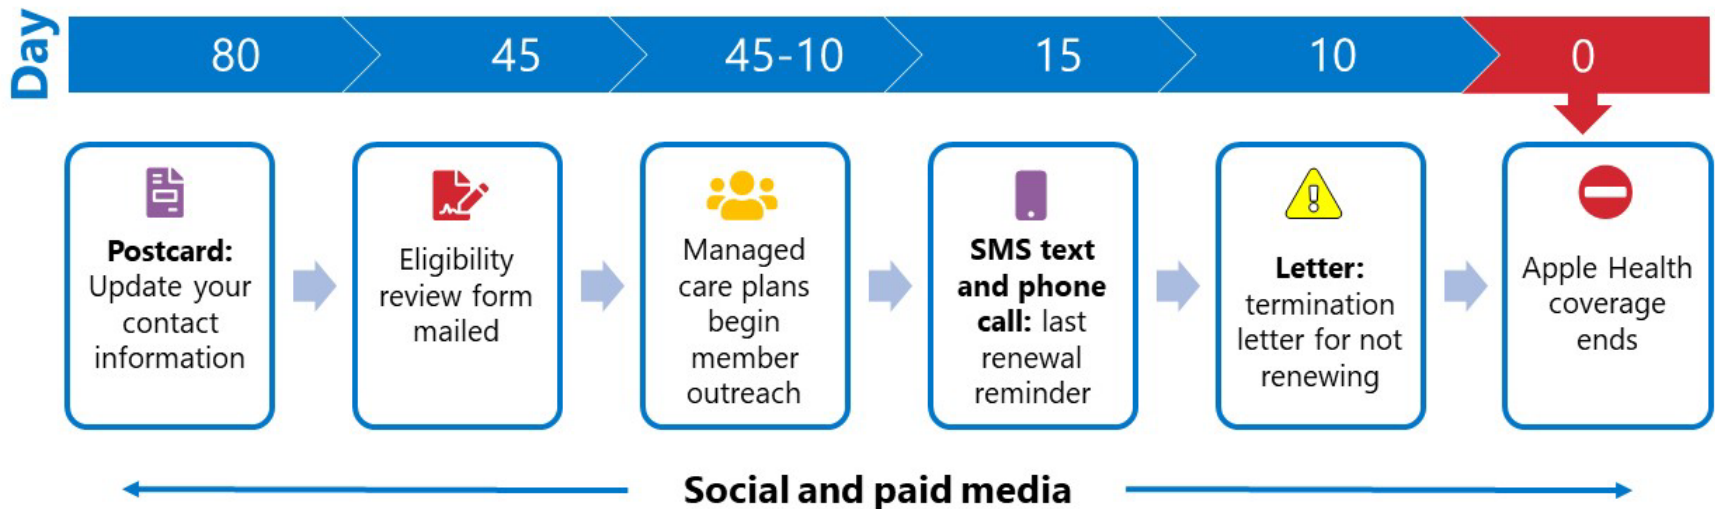 Day
80
45
45-10
15
10
0
Postcard:
Update your
contact
information
Eligibility
review form
mailed
Managed
care plans
begin
member
outreach
SMS text
and phone
call: last
renewal
reminder
Letter:
termination
letter for not
renewing
Apple Health
coverage
ends
Social and paid media